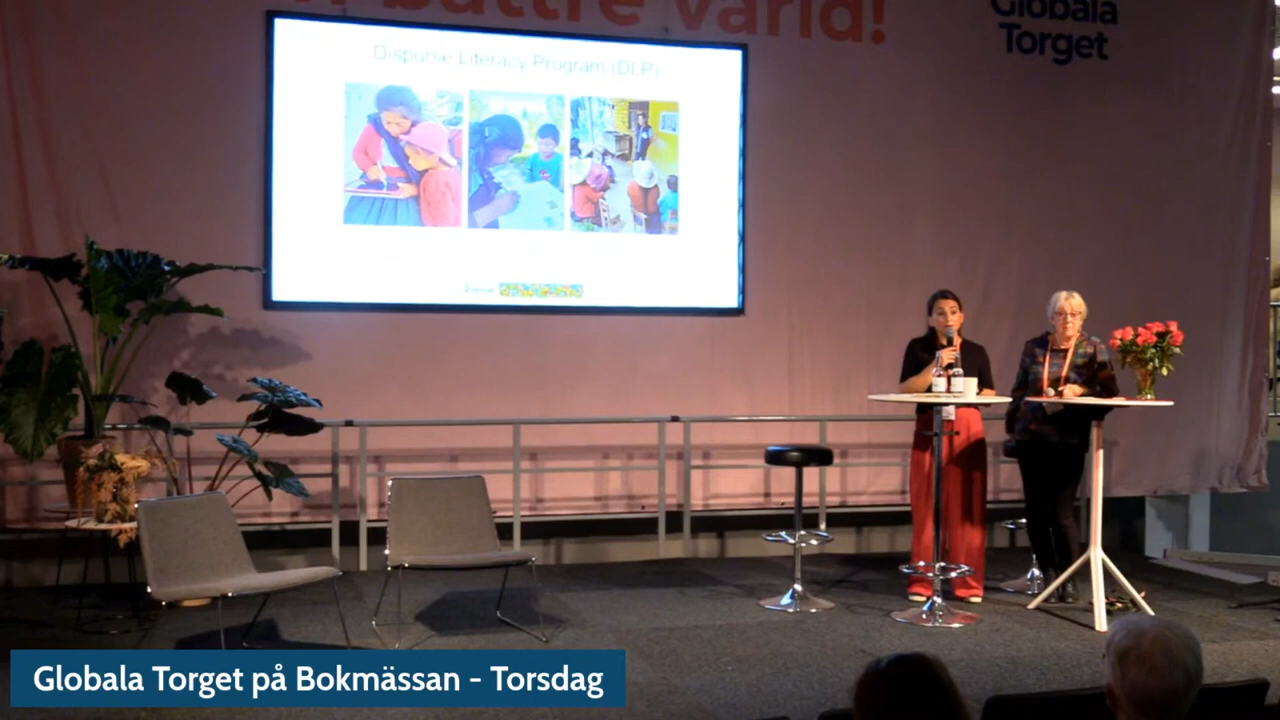 bättre värld!
Globala
Torget
Dispurse Literacy Program (DLP)
Globala Torget på Bokmässan - Torsdag